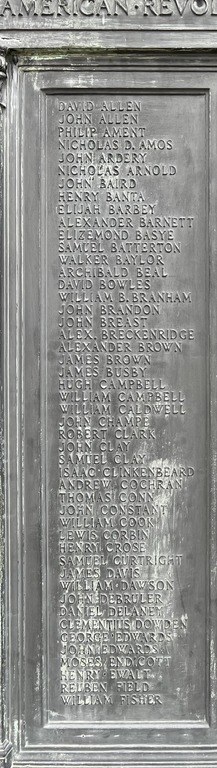 AMERICAN · REVOL
DAVID ALLEN
JOHN ALLEN
PHILIP AMENT
NICHOLAS D. AMOS
JOHN ARDERY
NICHOLAS ARNOLD
JOHN BAIRD
HENRY BANTA
ELIJAH BARBEY
ALEXANDER BARNETT
ELIZEMOND BASYE
SAMUEL BATTERTON
WALKER BAYLOR
ARCHIBALD BEAL
DAVID BOWLES
WILLIAM B. BRANHAM
JOHN BRANDON
JOHN BREAST
ALEX. BRECKENRIDGE
ALEXANDER BROWN
JAMES BROWN
JAMES BUSBY
HUGH CAMPBELL
WILLIAM CAMPBELL
WILLIAM CALDWELL
JOHN CHAMPE
ROBERT CLARK
JOHN CLAY
SAMUEL CLAY
ISAAC CLINKENBEARD
ANDREW COCHRAN
THOMAS CONN
JOHN CONSTANT
WILLIAM COOK
LEWIS CORBIN
HENRY CROSE
SAMUEL CURTRIGHT
JAMES DAVIS
WILLIAM DAWSON
JOHN DEBRULER
DANIEL DELANEY
CLEMENTIUS DOWDEN
GEORGE EDWARDS
JOHN EDWARDS
MOSES ENDICOTT
HENRY EWALT
REUBEN FIELD
WILLIAM FISHER